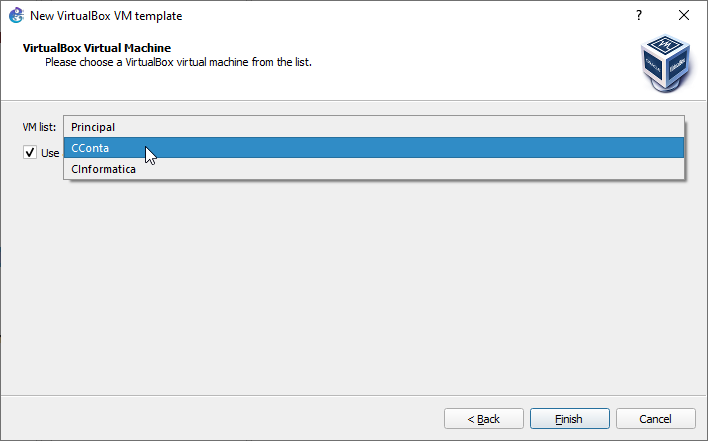 New VirtualBox VM template
VirtualBox Virtual Machine
Please choose a VirtualBox virtual machine from the list.
VM list:
Principal
CConta
Use
CInformatica
< Back
Finish
Cancel